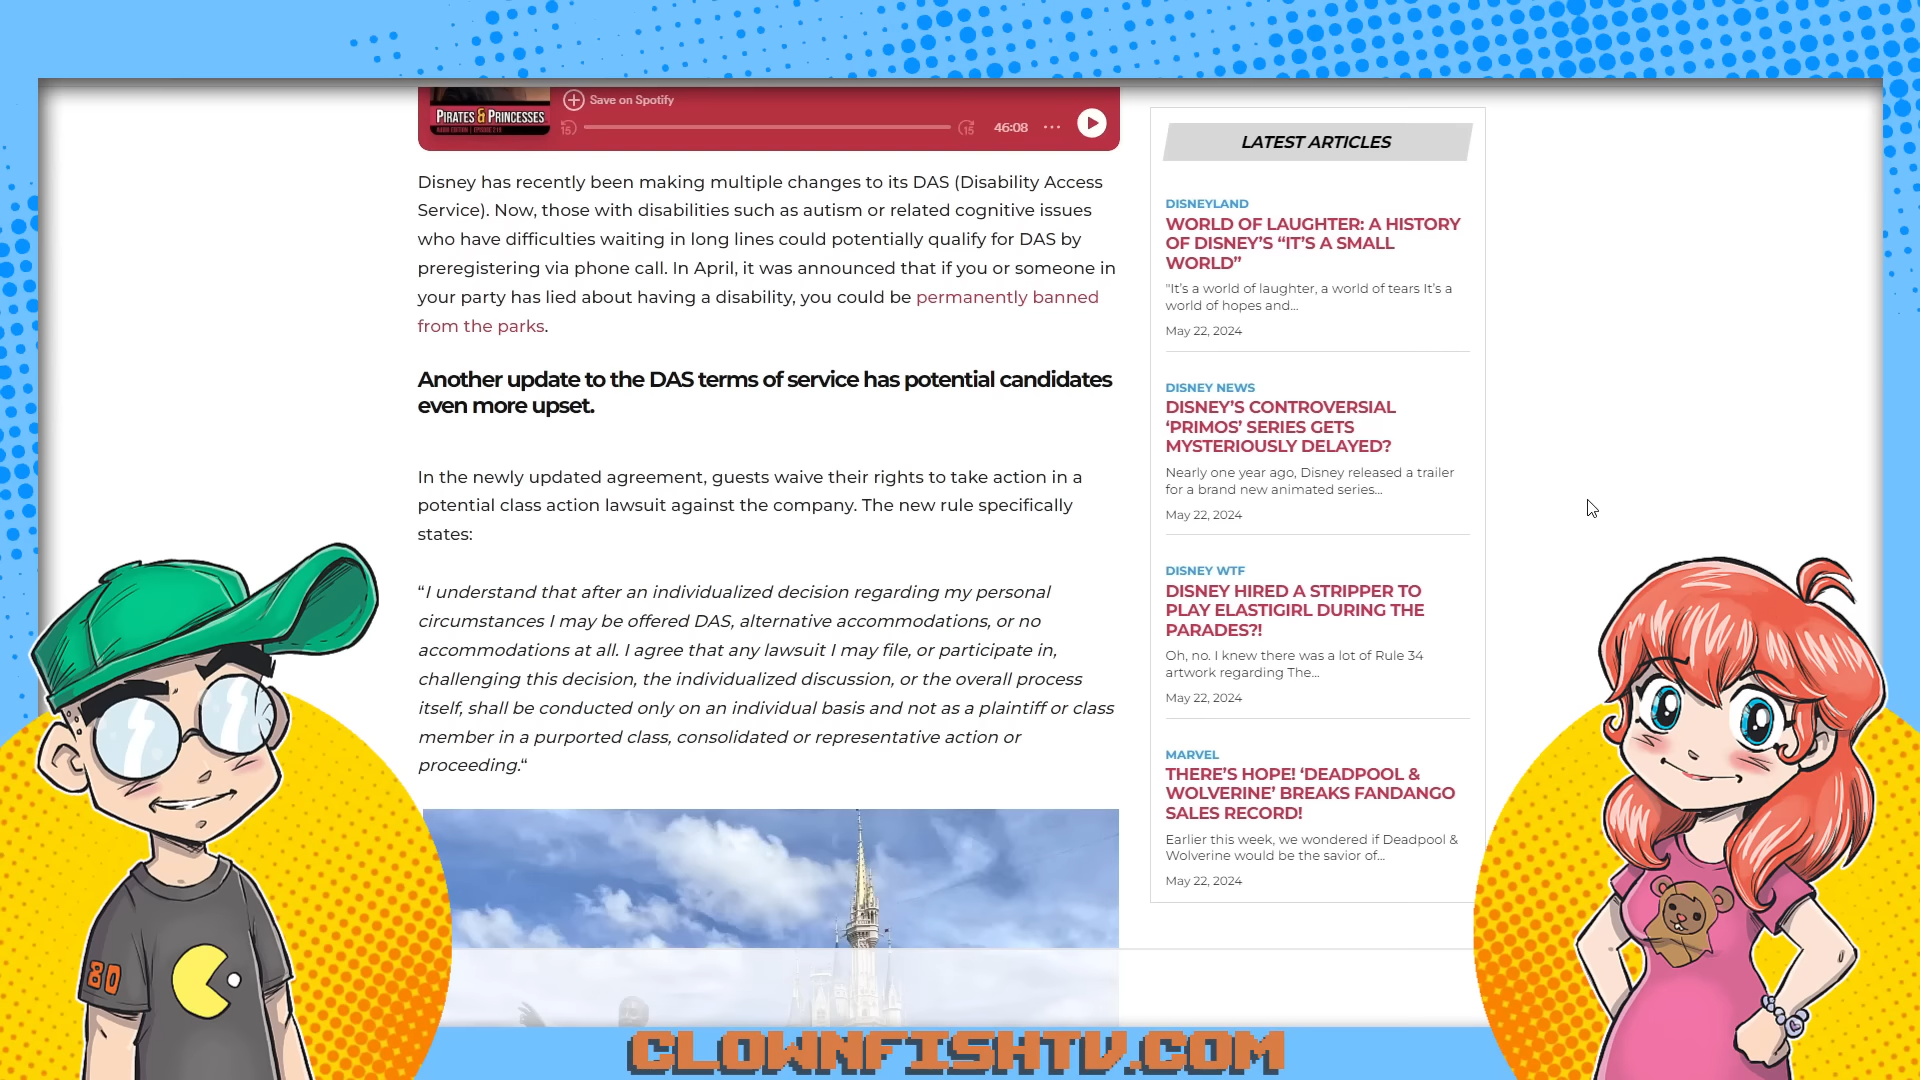 Save on Spotify
PIRATES & PRINCESSES
15
15
46:08
Disney has recently been making multiple changes to its DAS (Disability Access
Service). Now, those with disabilities such as autism or related cognitive issues
who have difficulties waiting in long lines could potentially qualify for DAS by
preregistering via phone call. In April, it was announced that if you or someone in
your party has lied about having a disability, you could be permanently banned
from the parks.
Another update to the DAS terms of service has potential candidates
even more upset.
In the newly updated agreement, guests waive their rights to take action in a
potential class action lawsuit against the company. The new rule specifically
states:
“I understand that after an individualized decision regarding my personal
circumstances I may be offered DAS, alternative accommodations, or no
accommodations at all. I agree that any lawsuit I may file, or participate in,
challenging this decision, the individualized discussion, or the overall process
itself, shall be conducted only on an individual basis and not as a plaintiff or class
member in a purported class, consolidated or representative action or
proceeding.“
LATEST ARTICLES
DISNEYLAND
WORLD OF LAUGHTER: A HISTORY
OF DISNEY’S “IT’S A SMALL
WORLD”
"It’s a world of laughter, a world of tears It’s a
world of hopes and...
May 22, 2024
DISNEY NEWS
DISNEY’S CONTROVERSIAL
‘PRIMOS’ SERIES GETS
MYSTERIOUSLY DELAYED?
Nearly one year ago, Disney released a trailer
for a brand new animated series...
May 22, 2024
DISNEY WTF
DISNEY HIRED A STRIPPER TO
PLAY ELASTIGIRL DURING THE
PARADES?!
Oh, no. I knew there was a lot of Rule 34
artwork regarding The...
May 22, 2024
MARVEL
THERE’S HOPE! ‘DEADPOOL &
WOLVERINE’ BREAKS FANDANGO
SALES RECORD!
Earlier this week, we wondered if Deadpool &
Wolverine would be the savior of...
May 22, 2024
80
CLOWNFISHTV.COM